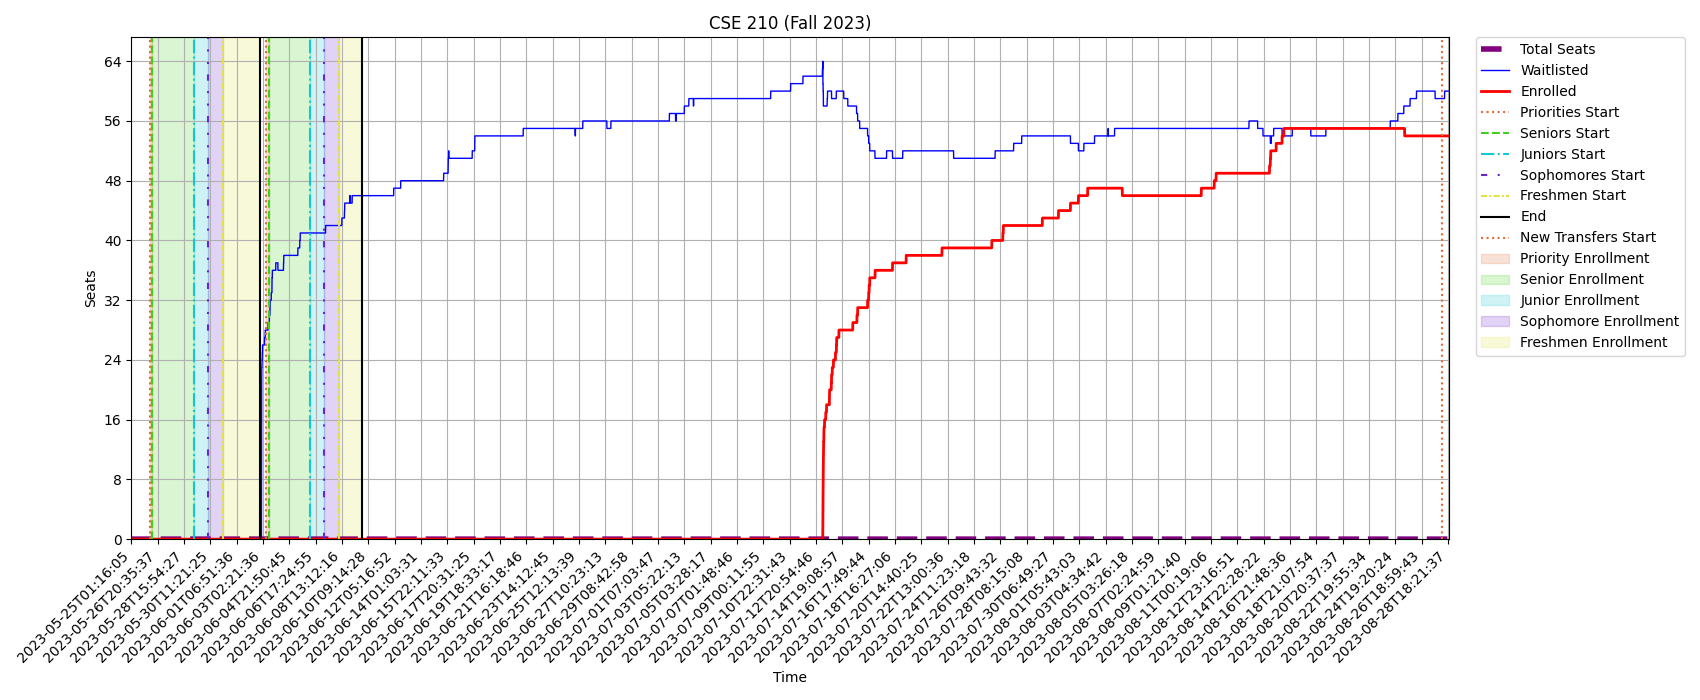 CSE 210 (Fall 2023)
Seats
64
56
48
40
32
24
16
8
0
2023-05-25T01:16:05
2023-05-26T20:35:37
2023-05-28T15:54:27
2023-05-30T11:21:25
2023-06-01T06:51:36
2023-06-03T02:21:36
2023-06-04T21:50:45
2023-06-06T17:24:55
2023-06-08T13:12:16
2023-06-10T09:14:28
2023-06-12T05:16:52
2023-06-14T01:03:31
2023-06-15T22:11:33
2023-06-17T20:31:25
2023-06-19T18:33:17
2023-06-21T16:18:46
2023-06-23T14:12:45
2023-06-25T12:13:39
2023-06-27T10:23:13
2023-06-29T08:42:58
2023-07-01T07:03:47
2023-07-03T05:22:13
2023-07-05T03:28:17
2023-07-07T01:48:46
2023-07-09T00:11:55
2023-07-10T22:31:43
2023-07-12T20:54:46
2023-07-14T19:08:57
2023-07-16T17:49:44
2023-07-18T16:27:06
2023-07-20T14:40:25
2023-07-22T13:00:36
2023-07-24T11:23:18
2023-07-26T09:43:32
2023-07-28T08:15:08
2023-07-30T06:49:27
2023-08-01T05:43:03
2023-08-03T04:34:42
2023-08-05T03:26:18
2023-08-07T02:24:59
2023-08-09T01:21:40
2023-08-11T00:19:06
2023-08-12T23:16:51
2023-08-14T22:28:22
2023-08-16T21:48:36
2023-08-18T21:07:54
2023-08-20T20:37:37
2023-08-22T19:55:34
2023-08-24T19:20:24
2023-08-26T18:59:43
2023-08-28T18:21:37
Time
Total Seats
Waitlisted
Enrolled
Priorities Start
Seniors Start
Juniors Start
Sophomores Start
Freshmen Start
End
New Transfers Start
Priority Enrollment
Senior Enrollment
Junior Enrollment
Sophomore Enrollment
Freshmen Enrollment